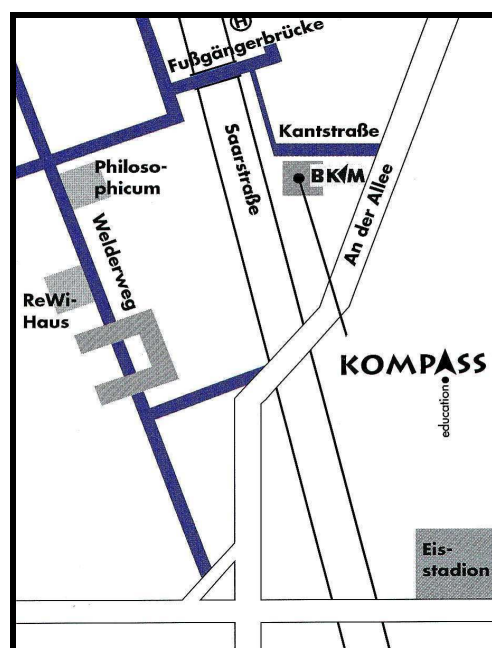 H
Fußgängerbrücke
Kantstraße
Saarstraße
Philoso-
phicum
BKM
An der Allee
Welderweg
ReWi-
Haus
KOMPASS
education
Eis-
stadion